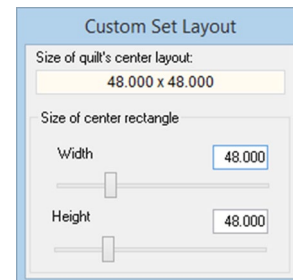 Custom Set Layout
Size of quilt's center layout:
48.000 x 48.000
Size of center rectangle
Width
48.000
Height
48.000